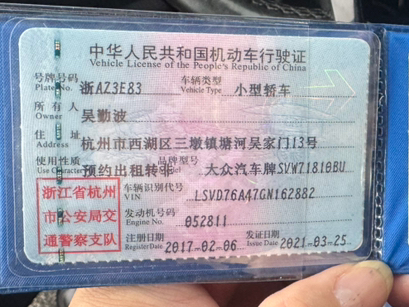 中华人民共和国机动车行驶证
Vehicle License of the People's Republic of China
号牌号码 浙AZ3E83 车辆类型 小型轿车
Plate No. Vehicle Type
所有人 吴勤波
Owner
住址 杭州市西湖区三墩镇塘河吴家门13号
Address
使用性质 预约出租转非 品牌型号 大众汽车牌SVW71810BU
Use Character
浙江省杭州
市公安局交
通警察支队
车辆识别代号 LSVD76A47GN162882
VIN
发动机号码 052811
Engine No.
注册日期 2017-02-06 发证日期 2021-03-25
Register Date Issue Date